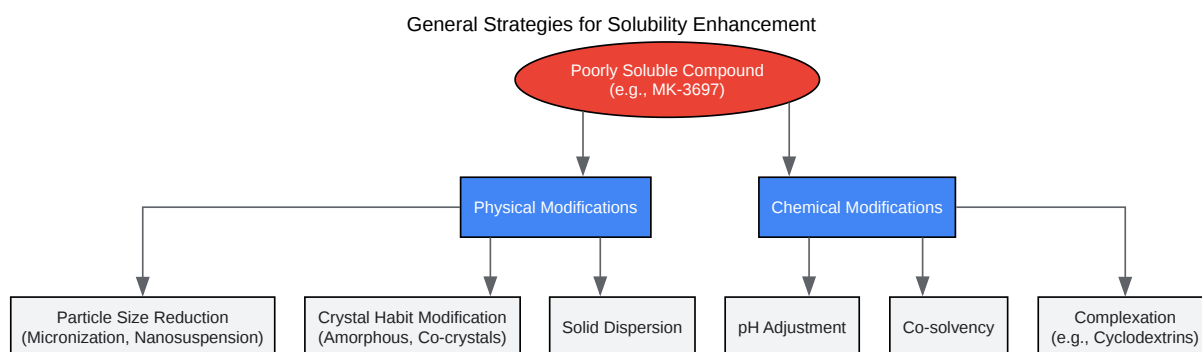 General Strategies for Solubility Enhancement
Poorly Soluble Compound
(e.g., MK-3697)
Physical Modifications
Chemical Modifications
Particle Size Reduction
(Micronization, Nanosuspension)
Crystal Habit Modification
(Amorphous, Co-crystals)
Solid Dispersion
pH Adjustment
Co-solvency
Complexation
(e.g., Cyclodextrins)